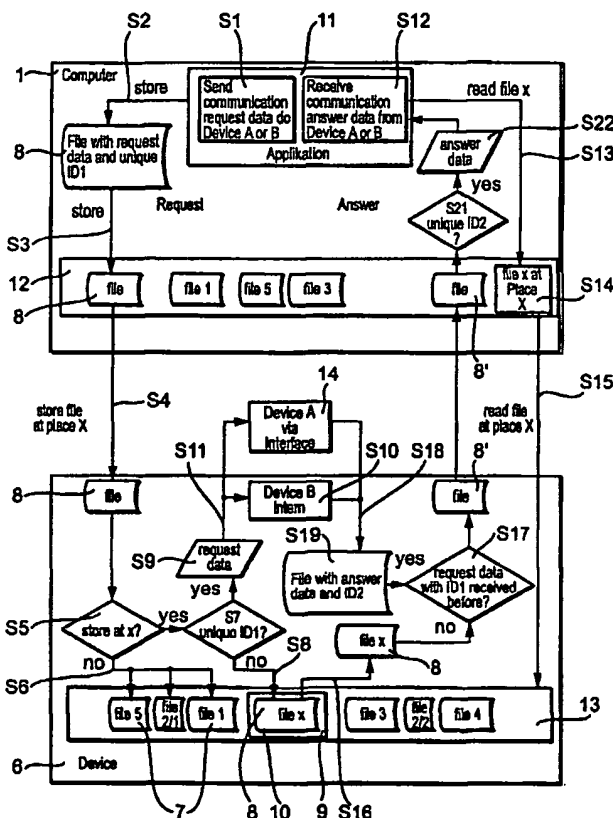 S2
S1
11
S12
1
Computer
store
Send
communication
request data do
Device A or B
Receive
communication
answer data from
Device A or B
Applikation
read file x
S22
S13
8
File with request
data and unique
ID1
answer
data
store
Request
Answer
yes
S21
unique ID2
?
S3
12
8
file
file 1
file 5
file 3
file
file x at
Place
X
S14
8'
S15
store file
at place X
S4
14
read file
at place X
S11
Device A
via
Interface
S10
S18
8'
8
file
Device B
Intern
file
S9
request
data
S19
S17
File with answer
data and ID2
yes
request data
with ID1 received
before?
S5
store at x?
yes
yes
S7
unique ID1?
S8
no
file x
8
S6
no
no
file 5
file
2/1
file 1
8
file x
file 3
file
2/2
file 4
13
6
Device
7
8
10
9
S16